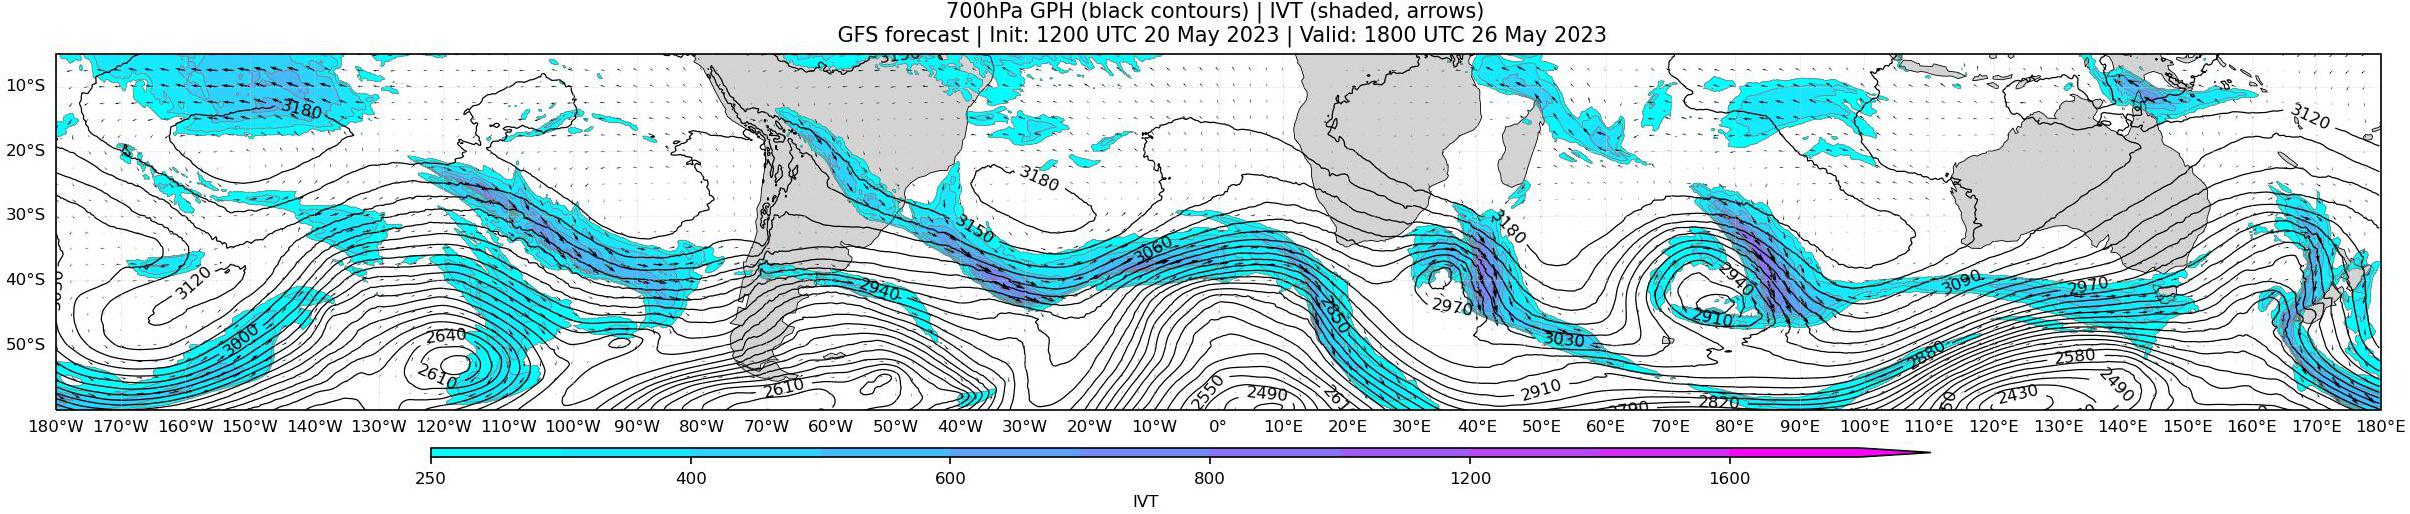 700hPa GPH (black contours) | IVT (shaded, arrows)
GFS forecast | Init: 1200 UTC 20 May 2023 | Valid: 1800 UTC 26 May 2023
3150
10°S
3180
3120
20°S
3180
30°S
3150
3180
3060
40°S
3120
2940
2970
2940
3090
2970
2910
2850
3000
2640
3030
50°S
2880
2580
2610
2610
2550
2490
2910
2820
2430
2490
180°W 170°W 160°W 150°W 140°W 130°W 120°W 110°W 100°W 90°W 80°W 70°W 60°W 50°W 40°W 30°W 20°W 10°W 0° 10°E 20°E 30°E 40°E 50°E 60°E 70°E 80°E 90°E 100°E 110°E 120°E 130°E 140°E 150°E 160°E 170°E 180°E
250 400 600 800 1200 1600
IVT